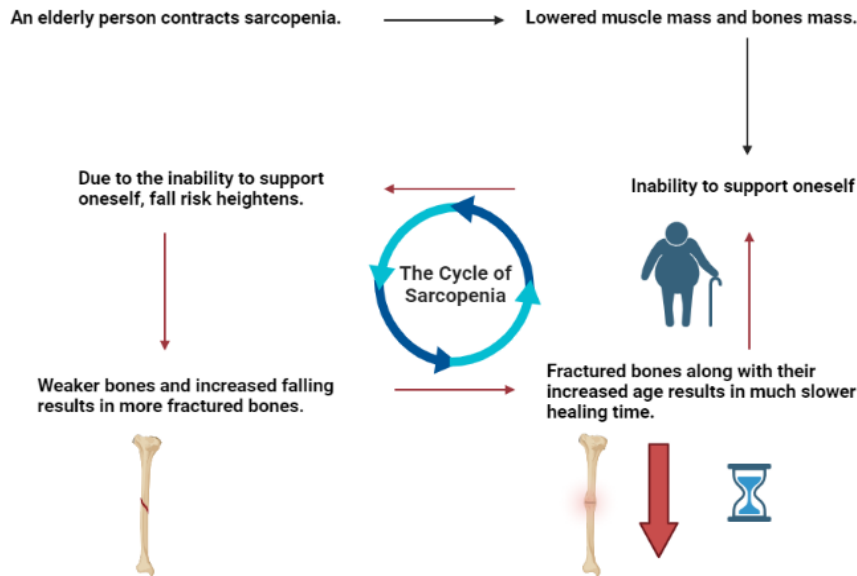 An elderly person contracts sarcopenia.
Lowered muscle mass and bones mass.
Due to the inability to support
oneself, fall risk heightens.
Inability to support oneself
The Cycle of
Sarcopenia
Weaker bones and increased falling
results in more fractured bones.
Fractured bones along with their
increased age results in much slower
healing time.